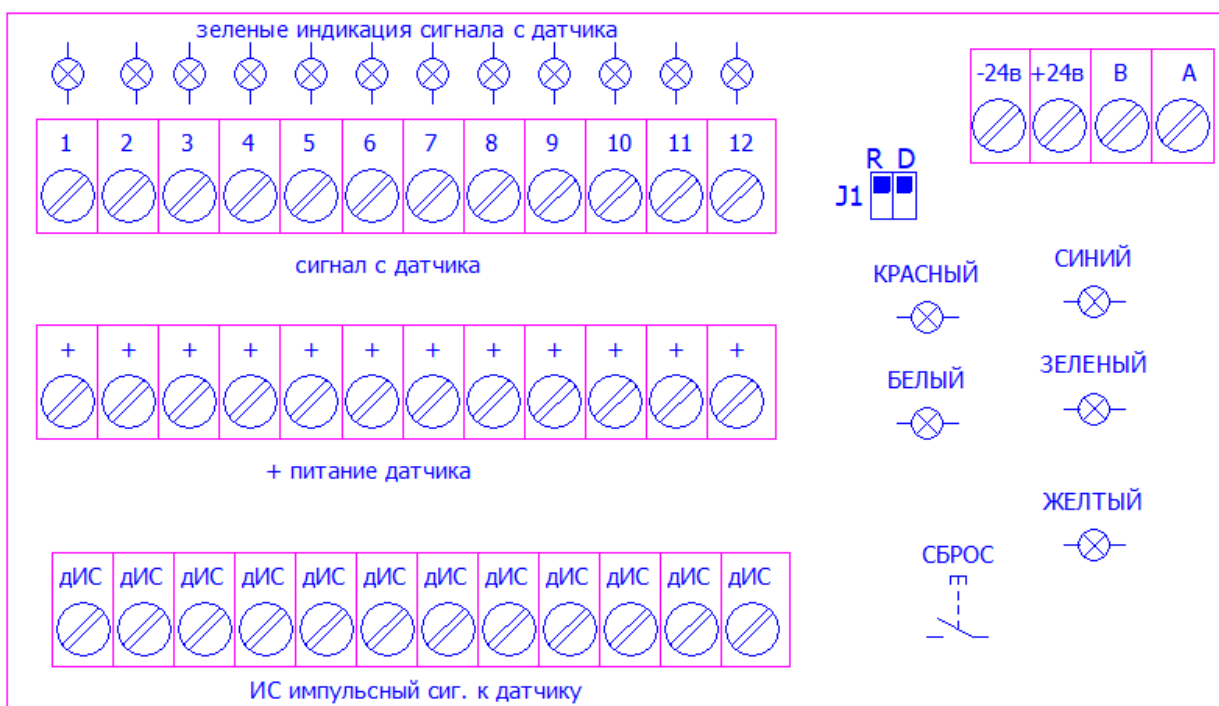 зеленые индикация сигнала с датчика
-24в +24в В А
1 2 3 4 5 6 7 8 9 10 11 12
R D
J1
сигнал с датчика
КРАСНЫЙ СИНИЙ
+ + + + + + + + + + + +
БЕЛЫЙ ЗЕЛЕНЫЙ
+ питание датчика
ЖЕЛТЫЙ
СБРОС
дИС дИС дИС дИС дИС дИС дИС дИС дИС дИС дИС дИС
ИС импульсный сиг. к датчику